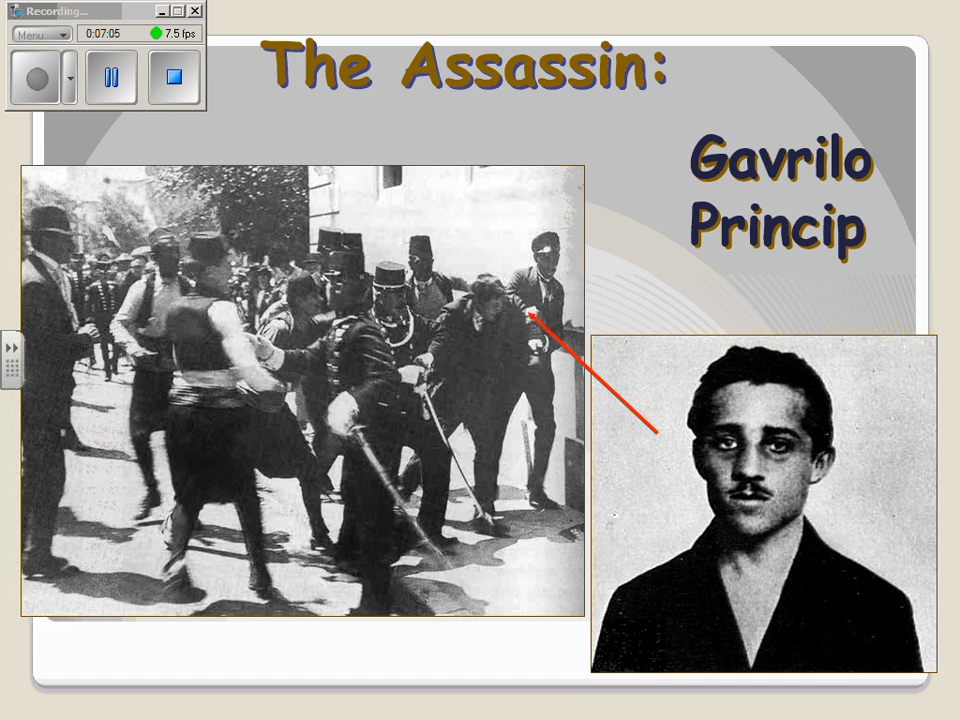 Recording...
Menu
0:07:05
7.5 fps
The Assassin:
Gavrilo
Princip